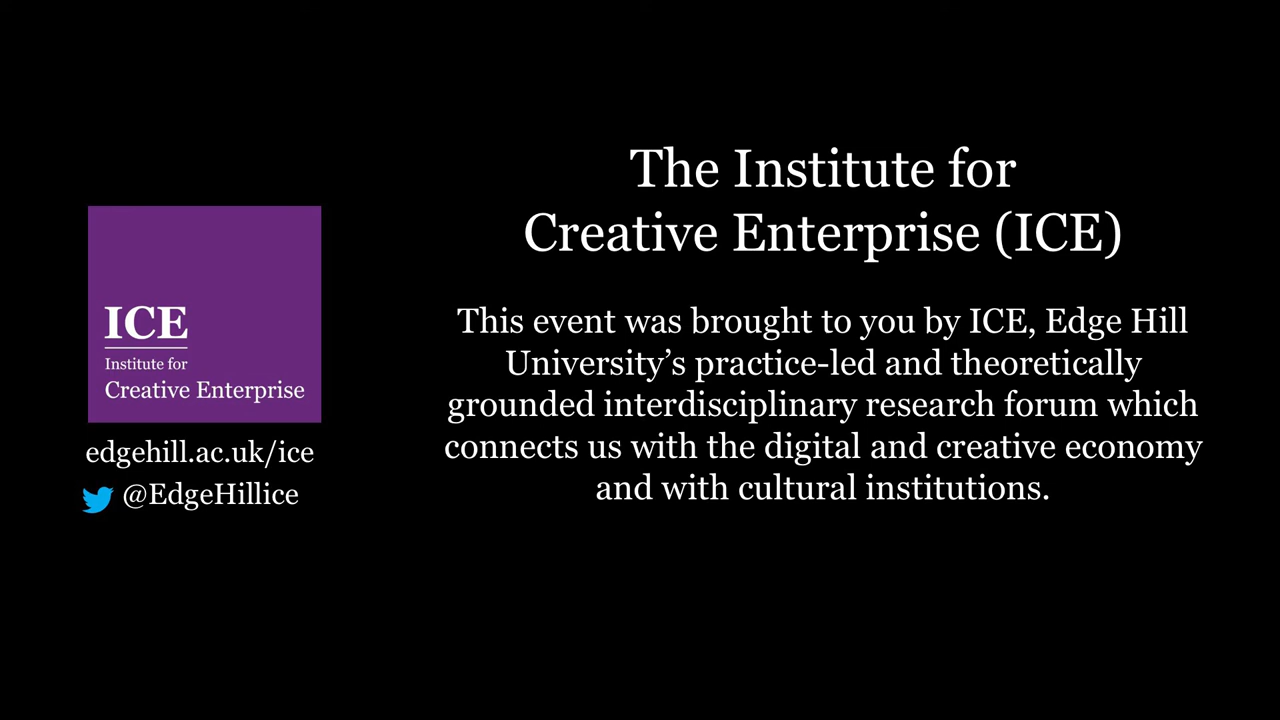 The Institute for
Creative Enterprise (ICE)
ICE
Institute for
Creative Enterprise
edgehill.ac.uk/ice
@EdgeHillice
This event was brought to you by ICE, Edge Hill
University’s practice-led and theoretically
grounded interdisciplinary research forum which
connects us with the digital and creative economy
and with cultural institutions.